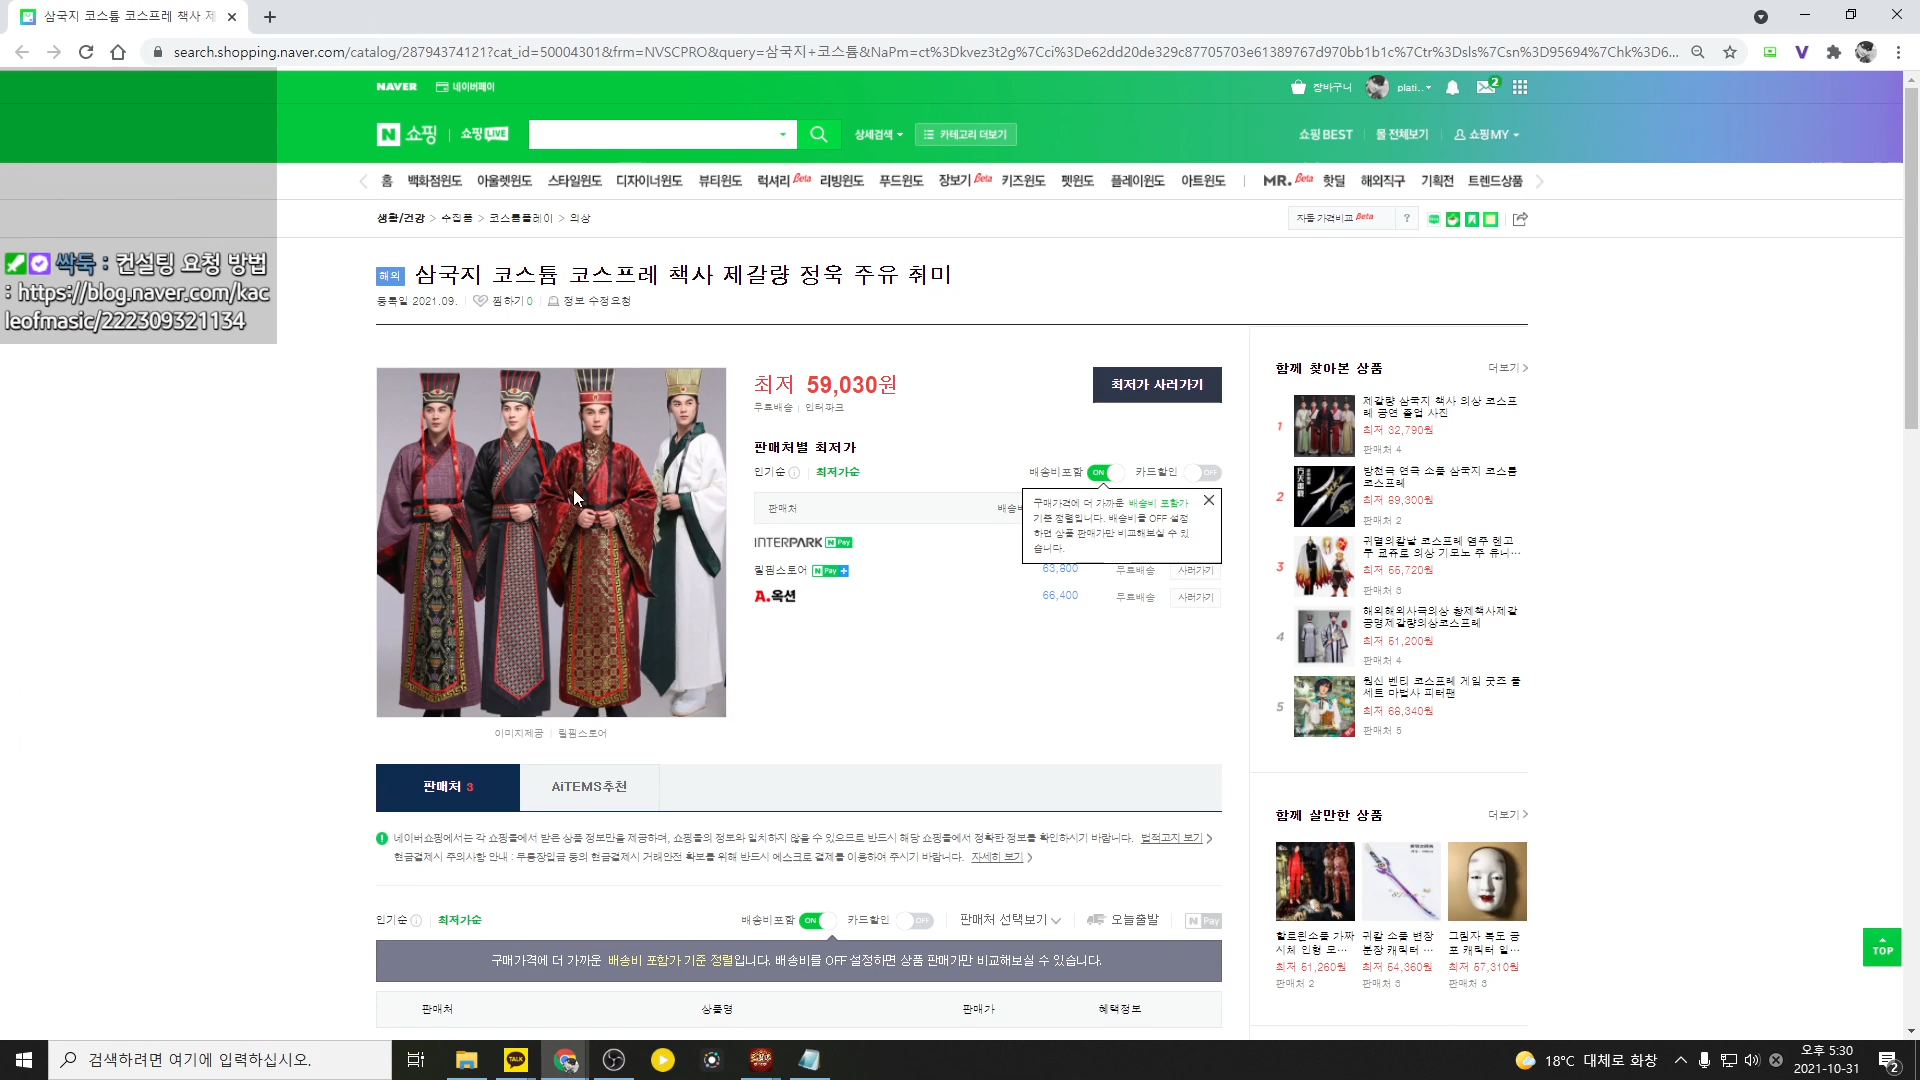 삼국지 코스튬 코스프레 책사 제
search.shopping.naver.com/catalog/28794374121?cat_id=50004301&frm=NVSCPRO&query=삼국지+코스튬&NaPm=ct%3Dkvez3t2g%7Cci%3De62dd20de329c87705703e61389767d970bb1b1c%7Ctr%3Dsls%7Csn%3D95694%7Chk%3D6...
NAVER 네이버페이 장바구니 plati.. 2
N 쇼핑 쇼핑LIVE 상세검색 카테고리 더보기 쇼핑BEST 몰 전체보기 쇼핑MY
홈 백화점윈도 아울렛윈도 스타일윈도 디자이너윈도 뷰티윈도 럭셔리 Beta 리빙윈도 푸드윈도 장보기 Beta 키즈윈도 펫윈도 플레이윈도 아트윈도 MR. Beta 핫딜 해외직구 기획전 트렌드상품
생활/건강 > 수집품 > 코스튬플레이 > 의상 자동 가격비교 Beta ?
싹둑 : 컨설팅 요청 방법
: https://blog.naver.com/kac
leofmasic/222309321134
해외 삼국지 코스튬 코스프레 책사 제갈량 정욱 주유 취미
등록일 2021.09. 찜하기 0 정보 수정요청
최저 59,030원 최저가 사러가기
무료배송 인터파크
판매처별 최저가
인기순 최저가순 배송비포함 ON 카드할인 OFF
판매처 배송비
구매가격에 더 가까운 배송비 포함가
기준 정렬입니다. 배송비를 OFF 설정
하면 상품 판매가만 비교해보실 수 있
습니다.
INTERPARK N Pay
릴핌스토어 N Pay + 63,800 무료배송 사러가기
A.옥션 66,400 무료배송 사러가기
이미지제공 릴핌스토어
함께 찾아본 상품 더보기
1
제갈량 삼국지 책사 의상 코스프
레 공연 졸업 사진
최저 32,790원
판매처 4
2
방천극 연극 소품 삼국지 코스튬
코스프레
최저 89,300원
판매처 2
3
귀멸의칼날 코스프레 염주 렌고
쿠 쿄쥬로 의상 기모노 주 유니…
최저 55,720원
판매처 3
4
해외해외사극의상 황제책사제갈
공명제갈량의상코스프레
최저 51,200원
판매처 4
5
원신 벤티 코스프레 게임 굿즈 풀
세트 마법사 피터팬
최저 68,340원
판매처 5
판매처 3 AiTEMS추천
네이버쇼핑에서는 각 쇼핑몰에서 받은 상품 정보만을 제공하며, 쇼핑몰의 정보와 일치하지 않을 수 있으므로 반드시 해당 쇼핑몰에서 정확한 정보를 확인하시기 바랍니다. 법적고지 보기
현금결제시 주의사항 안내 : 무통장입금 등의 현금결제시 거래안전 확보를 위해 반드시 에스크로 결제를 이용하여 주시기 바랍니다. 자세히 보기
인기순 최저가순 배송비포함 ON 카드할인 OFF 판매처 선택보기 오늘출발 N Pay
구매가격에 더 가까운 배송비 포함가 기준 정렬입니다. 배송비를 OFF 설정하면 상품 판매가만 비교해보실 수 있습니다.
판매처 상품명 판매가 혜택정보
함께 살만한 상품 더보기
할로윈소품 가짜
시체 인형 모…
최저 51,260원
판매처 2
귀칼 소품 변장
분장 캐릭터 …
최저 54,360원
판매처 3
그림자 복도 공
포 캐릭터 일…
최저 57,310원
판매처 3
TOP
검색하려면 여기에 입력하십시오.
TALK
18°C 대체로 화창
오후 5:30
2021-10-31
2